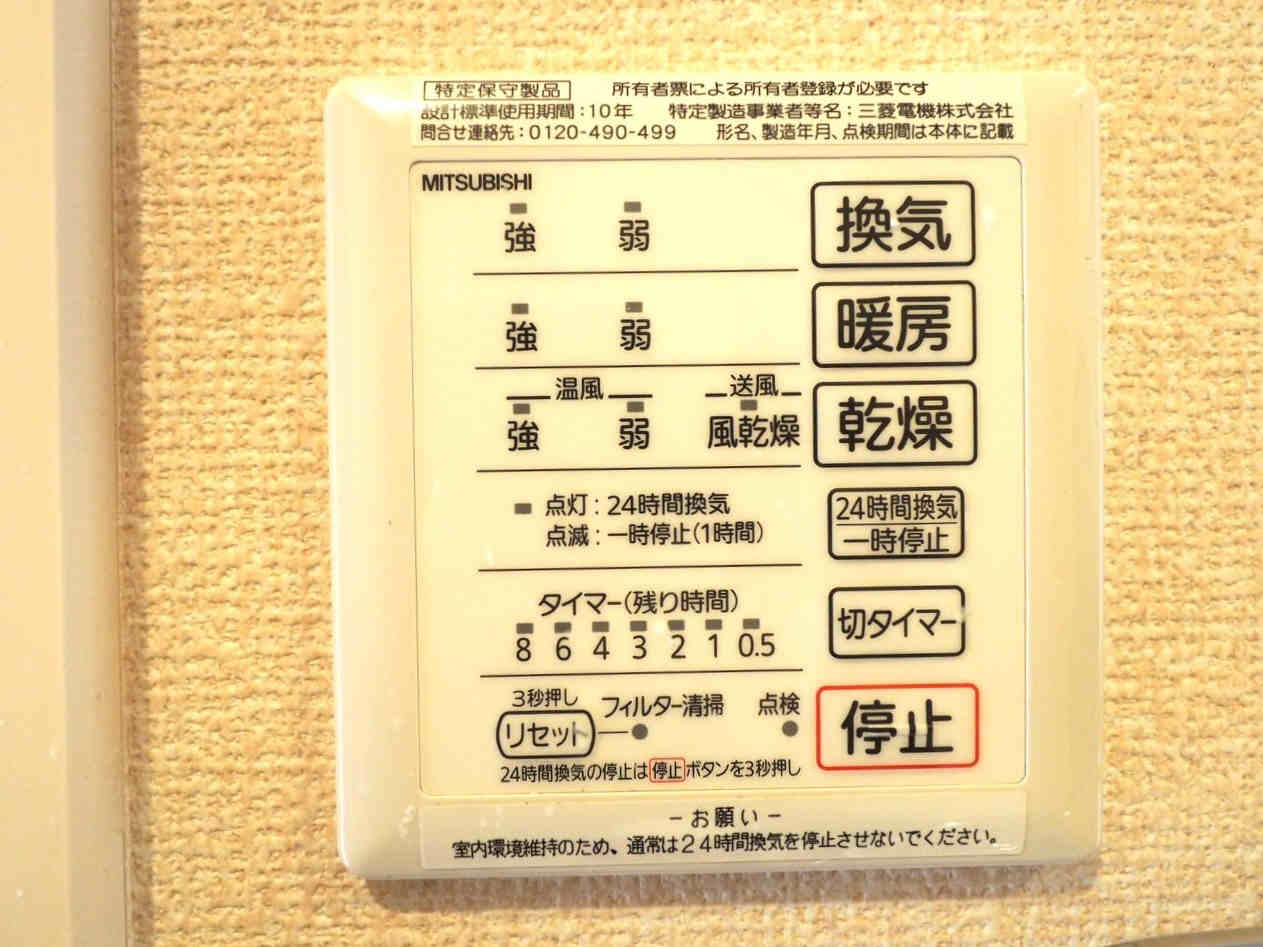 特定保守製品 所有者票による所有者登録が必要です
設計標準使用期間:10年 特定製造事業者等名:三菱電機株式会社
問合せ連絡先:0120-490-499 形名、製造年月、点検期間は本体に記載
MITSUBISHI
強 弱 換気
強 弱 暖房
温風 送風
強 弱 風乾燥 乾燥
点灯:24時間換気
点滅:一時停止(1時間)
24時間換気
一時停止
タイマー(残り時間)
8 6 4 3 2 1 0.5
切タイマー
3秒押し
リセット フィルター清掃 点検
停止
24時間換気の停止は停止ボタンを3秒押し
-お願い-
室内環境維持のため、通常は24時間換気を停止させないでください。